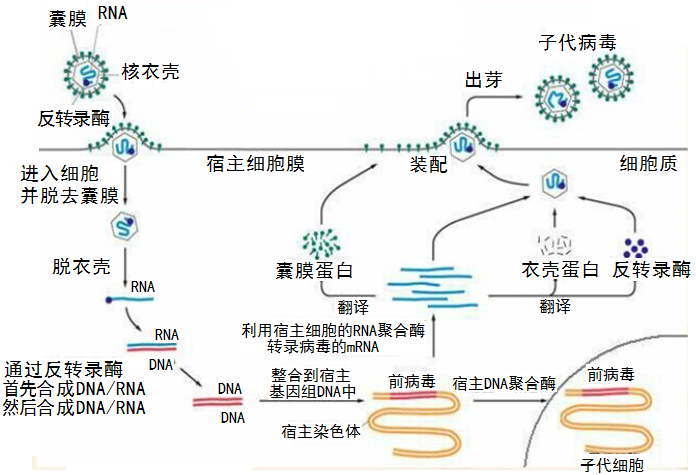 囊膜 RNA
核衣壳
反转录酶
子代病毒
出芽
宿主细胞膜
装配
细胞质
进入细胞
并脱去囊膜
脱衣壳
囊膜蛋白
衣壳蛋白
反转录酶
翻译
翻译
RNA
利用宿主细胞的RNA聚合酶
转录病毒的mRNA
RNA
DNA
通过反转录酶
首先合成DNA/RNA
然后合成DNA/RNA
DNA
DNA
整合到宿主
基因组DNA中
前病毒
宿主染色体
宿主DNA聚合酶
前病毒
子代细胞